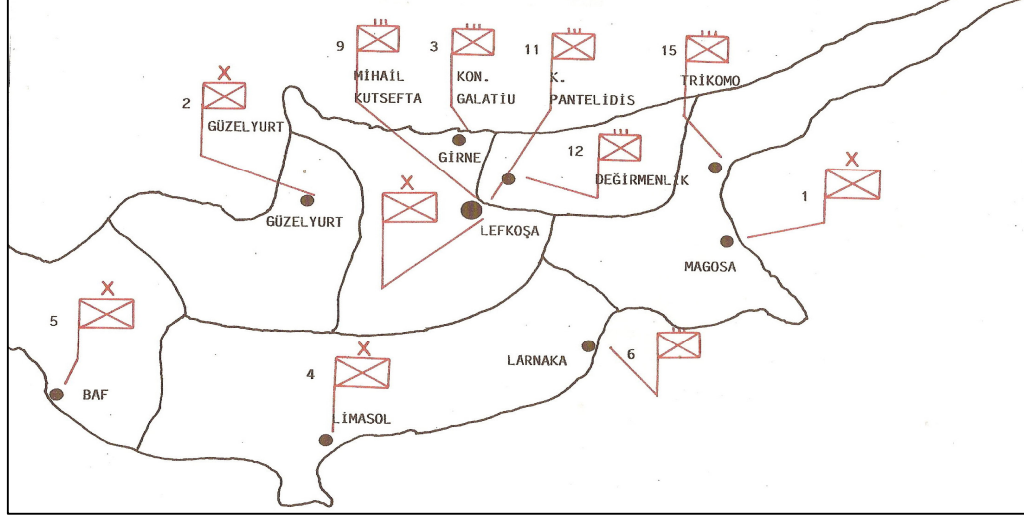 9
MİHAİL
KUTSEFTA
3
KON.
GALATİU
11
K.
PANTELİDİS
15
TRİKOMO
2
X
GÜZELYURT
GİRNE
12
DEĞİRMENLİK
X
1
X
GÜZELYURT
LEFKOŞA
MAGOSA
5
X
BAF
4
X
LİMASOL
LARNAKA
6